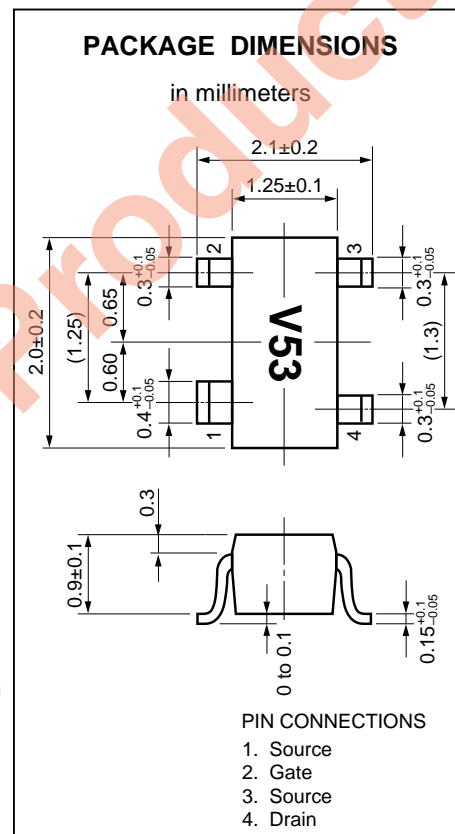 PACKAGE DIMENSIONS
in millimeters
2.1±0.2
1.25±0.1
2
3
0.3 +0.1 −0.05
0.3 +0.1 −0.05
2.0±0.2
(1.25)
0.65
0.60
V53
(1.3)
0.4 +0.1 −0.05
0.3 +0.1 −0.05
1
4
0.3
0.9±0.1
0 to 0.1
0.15 +0.1 −0.05
PIN CONNECTIONS
1. Source
2. Gate
3. Source
4. Drain
Product